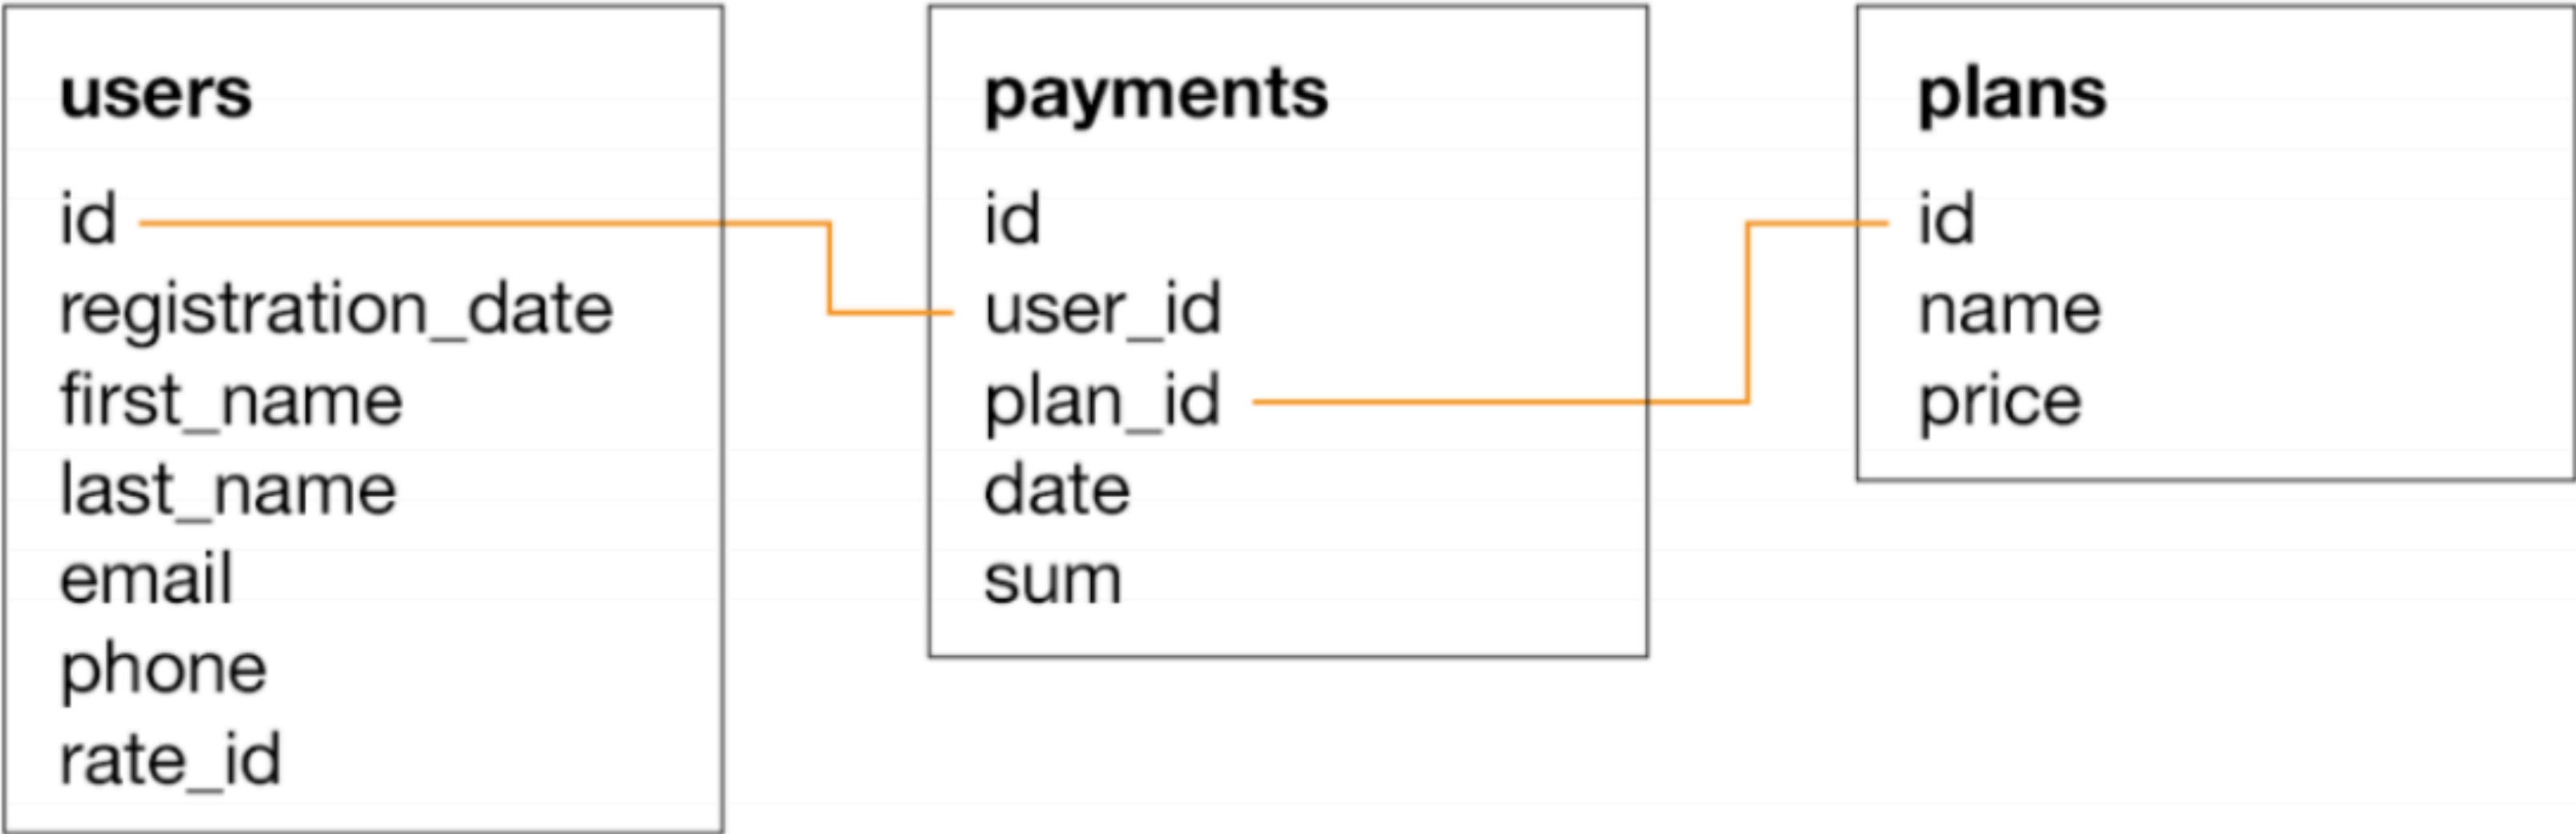 users
id
registration_date
first_name
last_name
email
phone
rate_id
payments
id
user_id
plan_id
date
sum
plans
id
name
price